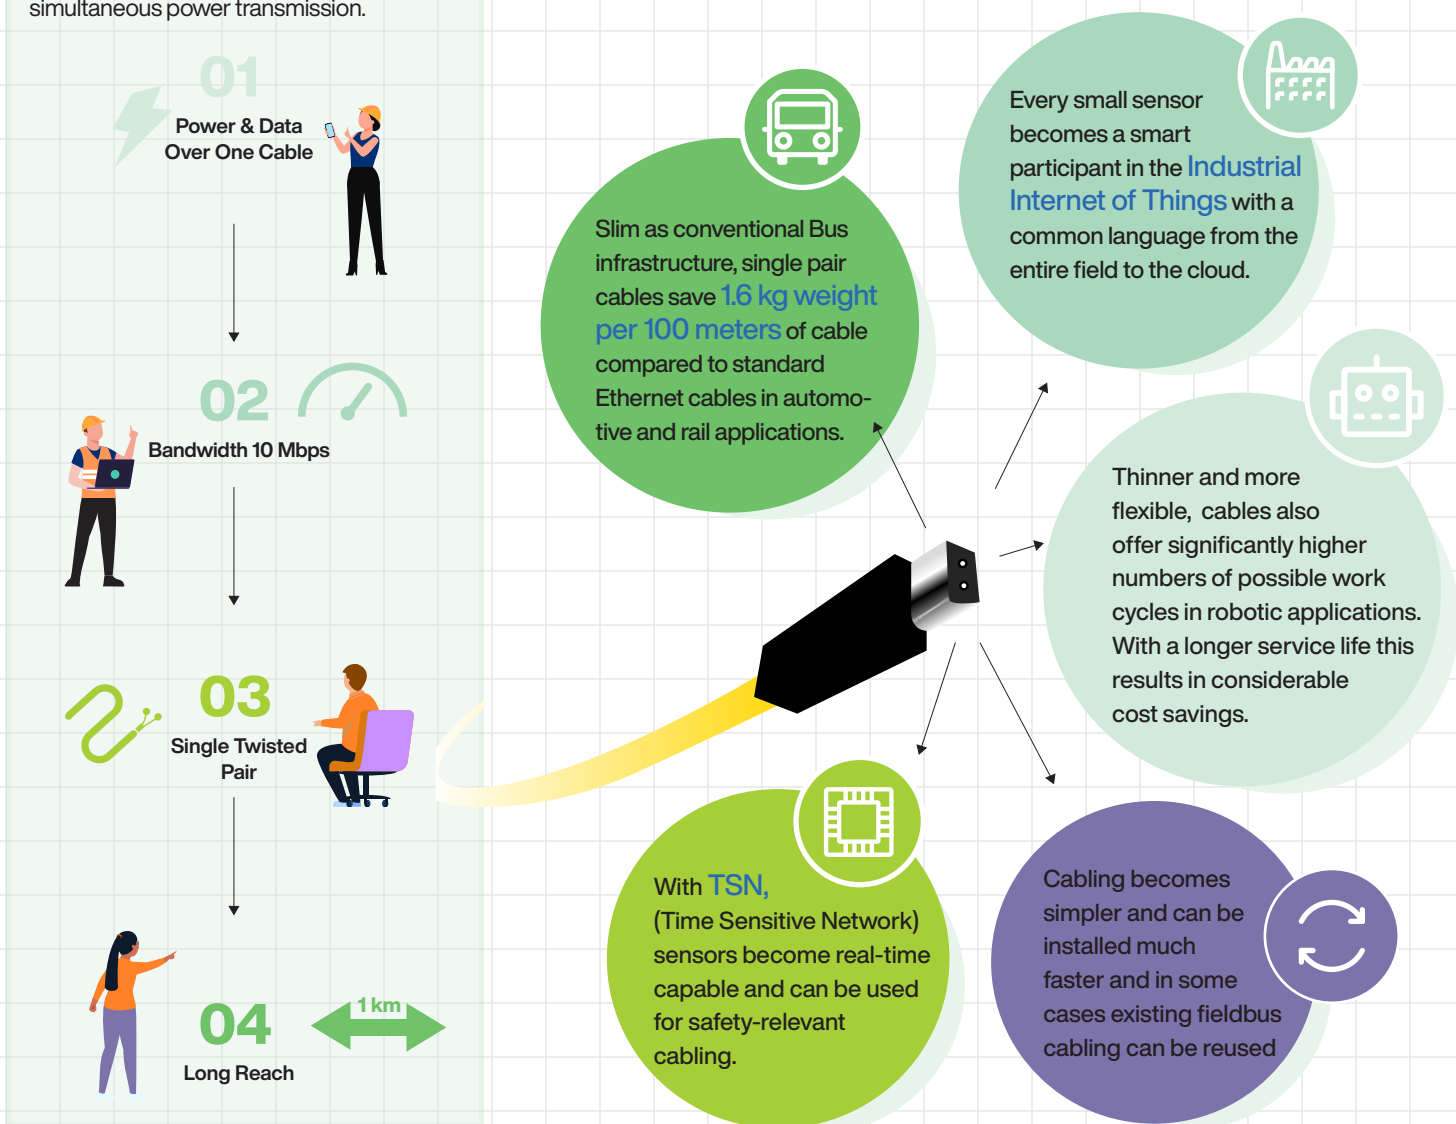 simultaneous power transmission.
01
Power & Data
Over One Cable
02
Bandwidth 10 Mbps
03
Single Twisted
Pair
04
1 km
Long Reach
Slim as conventional Bus
infrastructure, single pair
cables save 1.6 kg weight
per 100 meters of cable
compared to standard
Ethernet cables in automo-
tive and rail applications.
Every small sensor
becomes a smart
participant in the Industrial
Internet of Things with a
common language from the
entire field to the cloud.
Thinner and more
flexible,  cables also
offer significantly higher
numbers of possible work
cycles in robotic applications.
With a longer service life this
results in considerable
cost savings.
With TSN,
(Time Sensitive Network)
sensors become real-time
capable and can be used
for safety-relevant
cabling.
Cabling becomes
simpler and can be
installed much
faster and in some
cases existing fieldbus
cabling can be reused